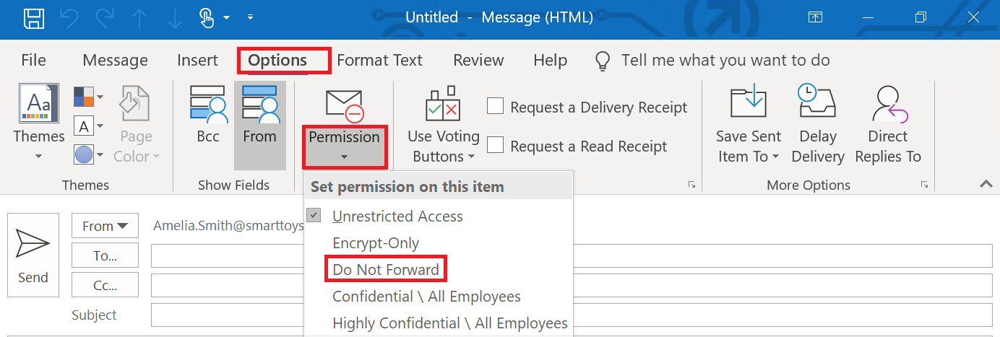 Untitled - Message (HTML)
File Message Insert Options Format Text Review Help Tell me what you want to do
Aa
A
Themes
Page
Color
Themes
Bcc
From
Show Fields
Permission
Use Voting
Buttons
Request a Delivery Receipt
Request a Read Receipt
Save Sent
Item To
Delay
Delivery
Direct
Replies To
More Options
Set permission on this item
Unrestricted Access
Encrypt-Only
Do Not Forward
Confidential \ All Employees
Highly Confidential \ All Employees
Send
From
Amelia.Smith@smarttoys
To...
Cc...
Subject